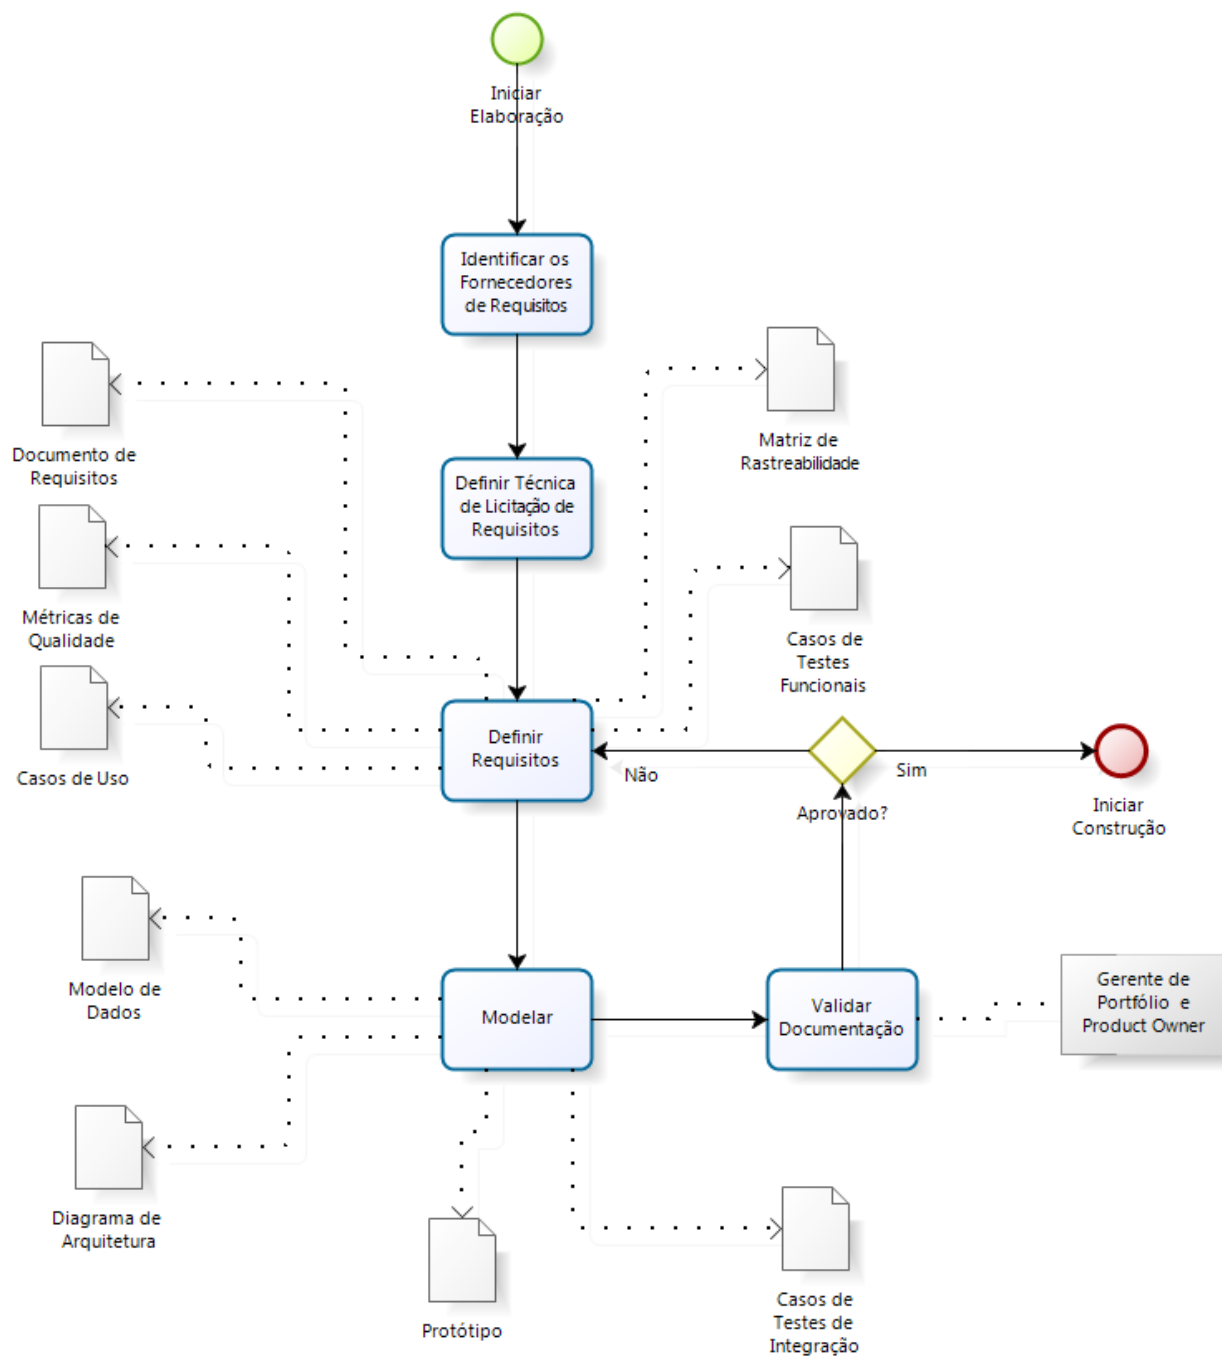 Iniciar
Elaboração
Identificar os
Fornecedores
de Requisitos
Documento de
Requisitos
Matriz de
Rastreabilidade
Definir Técnica
de Licitação de
Requisitos
Métricas de
Qualidade
Casos de
Testes
Funcionais
Casos de Uso
Definir
Requisitos
Não
Sim
Aprovado?
Iniciar
Construção
Modelo de
Dados
Modelar
Validar
Documentação
Gerente de
Portfólio e
Product Owner
Diagrama de
Arquitetura
Protótipo
Casos de
Testes de
Integração